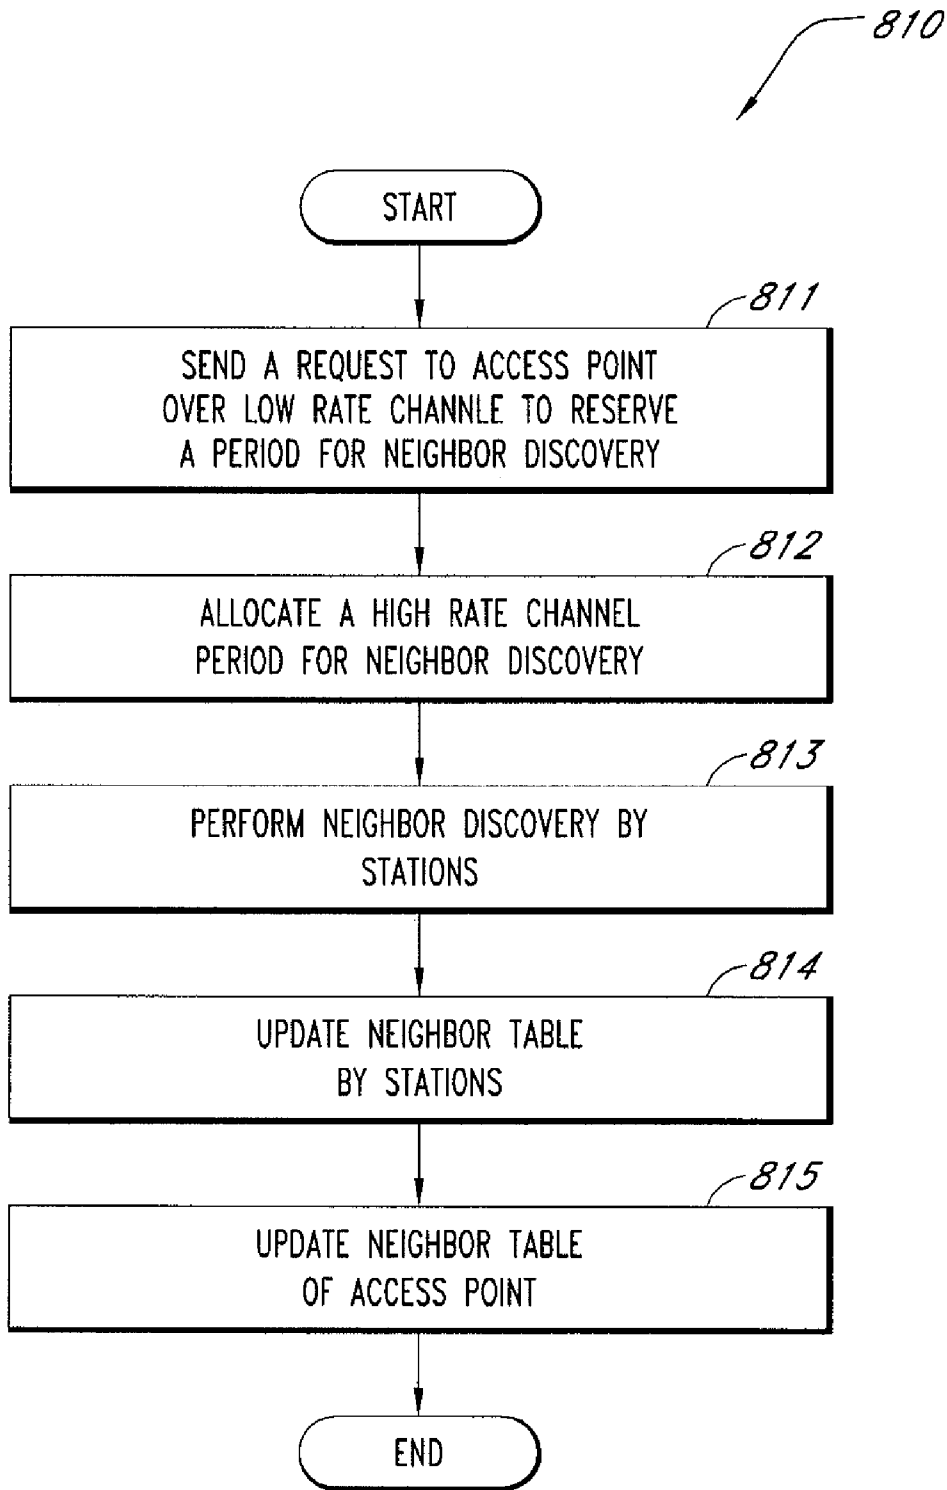 810
START
811
SEND A REQUEST TO ACCESS POINT
OVER LOW RATE CHANNLE TO RESERVE
A PERIOD FOR NEIGHBOR DISCOVERY
812
ALLOCATE A HIGH RATE CHANNEL
PERIOD FOR NEIGHBOR DISCOVERY
813
PERFORM NEIGHBOR DISCOVERY BY
STATIONS
814
UPDATE NEIGHBOR TABLE
BY STATIONS
815
UPDATE NEIGHBOR TABLE
OF ACCESS POINT
END